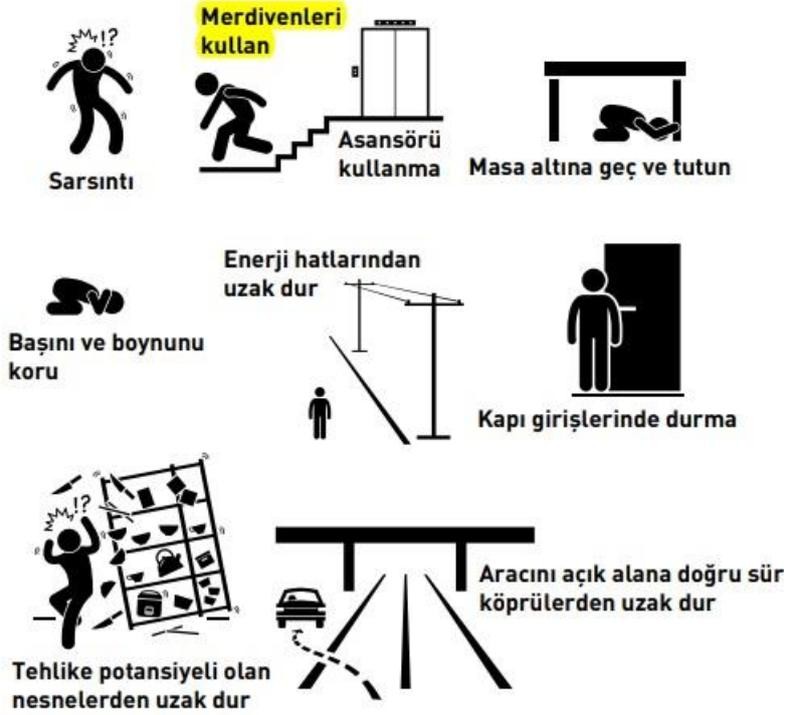 Merdivenleri
kullan
!?
Sarsıntı
Asansörü
kullanma
Masa altına geç ve tutun
Başını ve boynunu
koru
Enerji hatlarından
uzak dur
Kapı girişlerinde durma
!?
Tehlike potansiyeli olan
nesnelerden uzak dur
Aracını açık alana doğru sür
köprülerden uzak dur